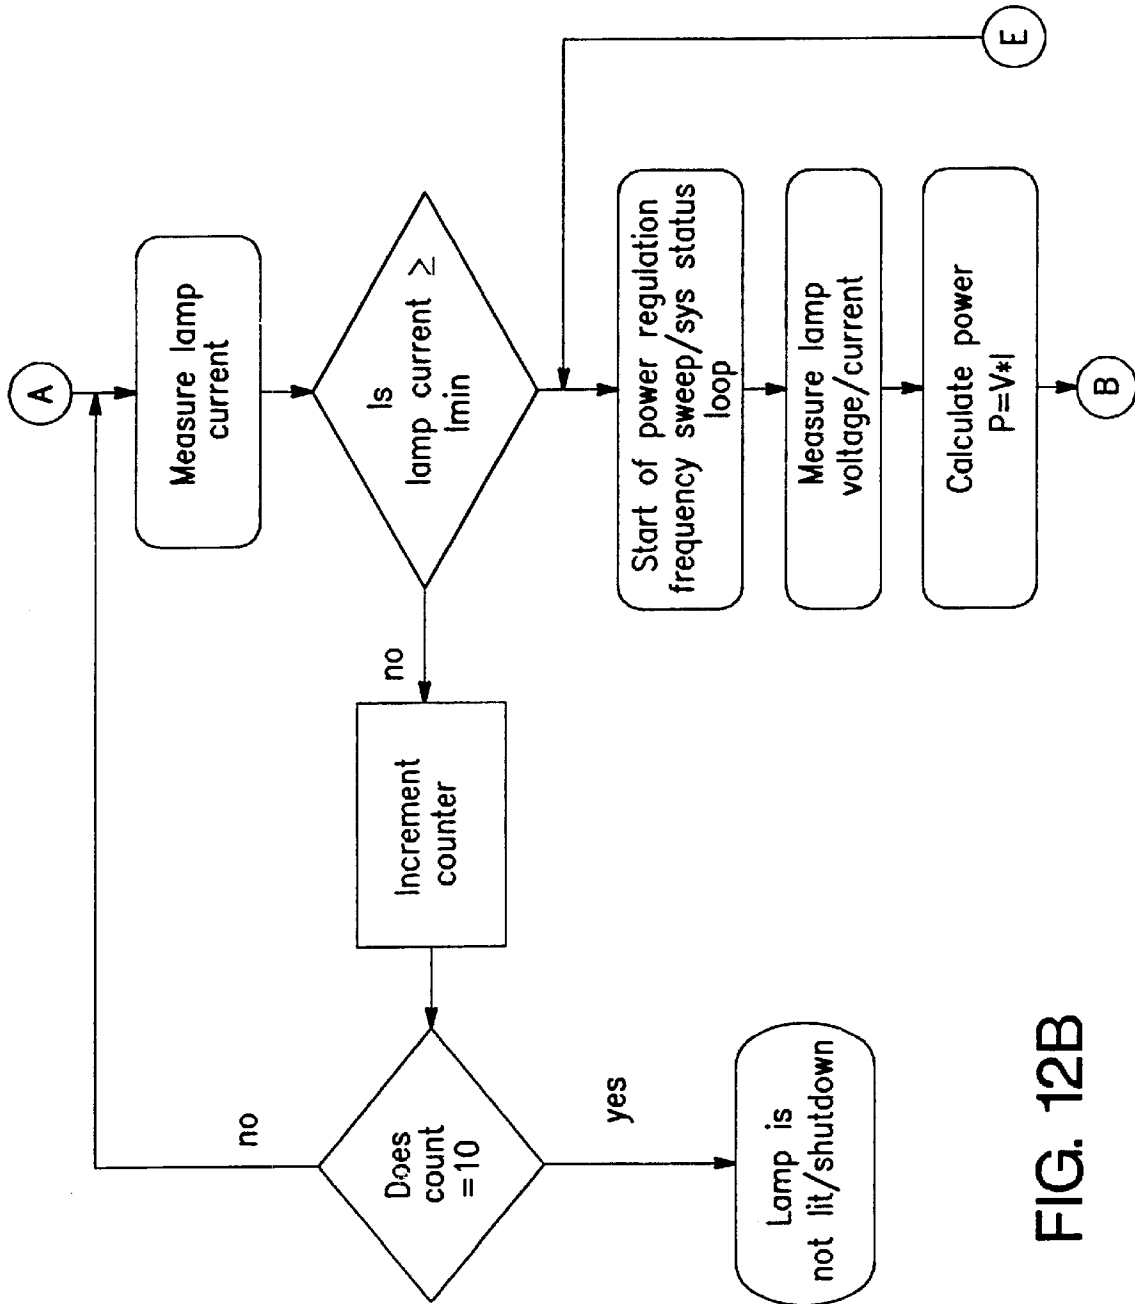 A
Measure lamp
current
Is
lamp current ≥
Imin
no
Increment
counter
Does
count
=10
no
yes
Lamp is
not lit/shutdown
E
Start of power regulation
frequency sweep/sys status
loop
Measure lamp
voltage/current
Calculate power
P=V*I
B
FIG. 12B